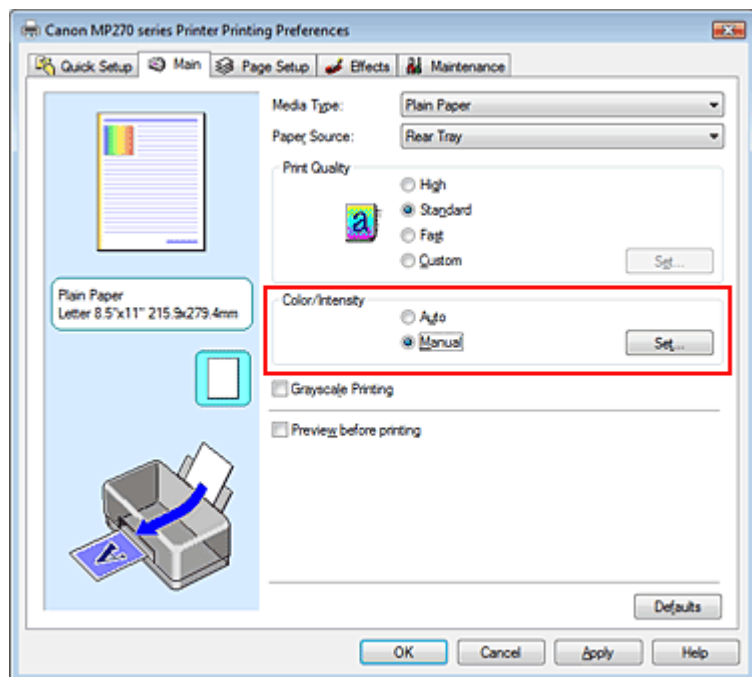 Canon MP270 series Printer Printing Preferences
Quick Setup Main Page Setup Effects Maintenance
Media Type: Plain Paper
Paper Source: Rear Tray
Print Quality
High
a Standard
Fast
Custom Set...
Plain Paper
Letter 8.5"x11" 215.9x279.4mm
Color/Intensity
Auto
Manual Set...
Grayscale Printing
Preview before printing
V
Defaults
OK Cancel Apply Help